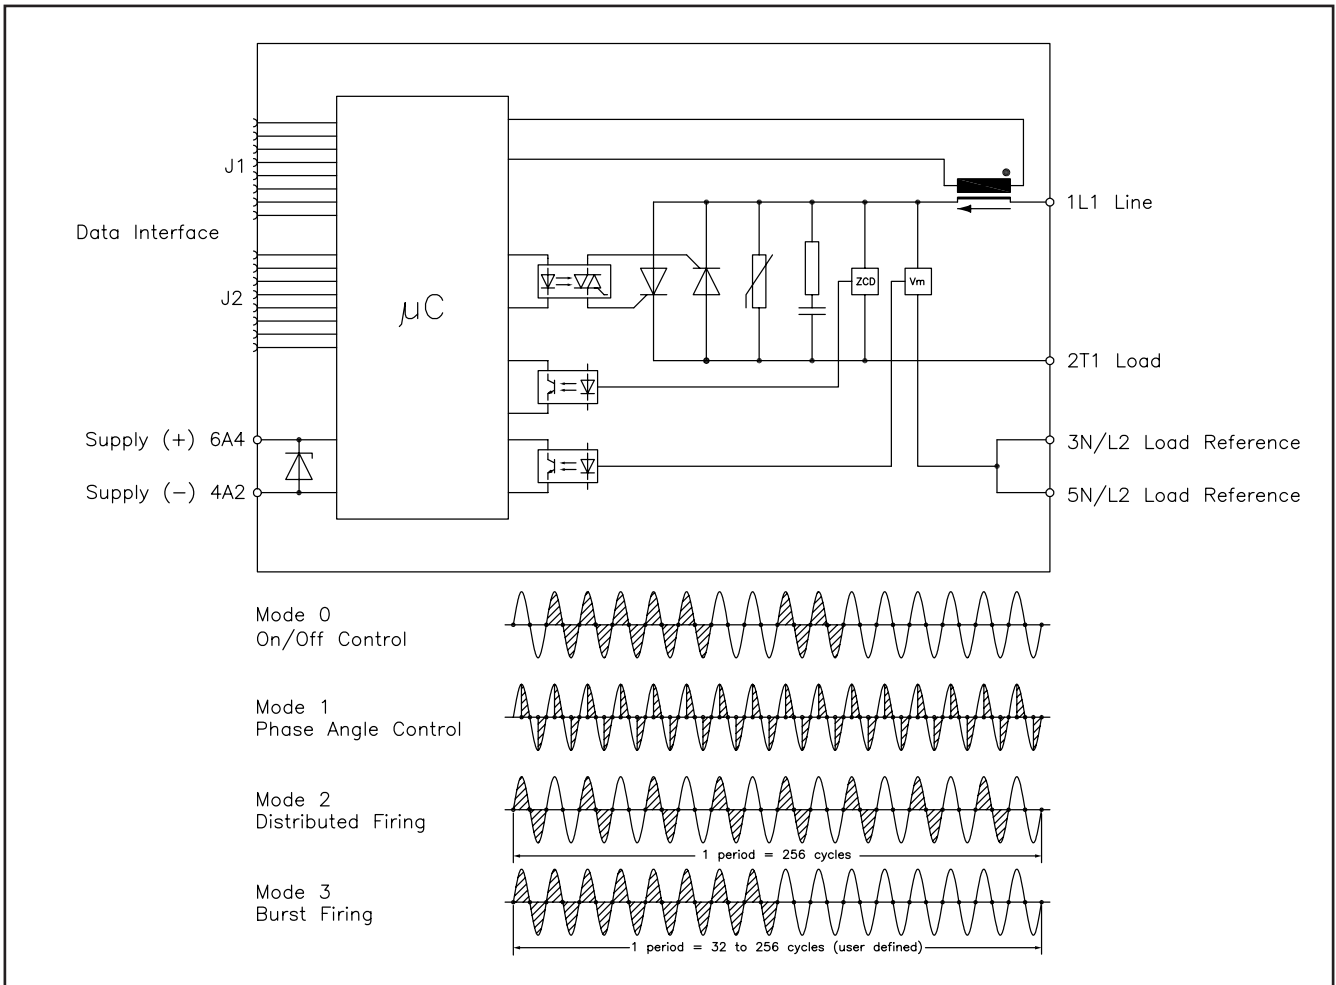 J1
1L1 Line
Data Interface
ZCD
Vm
J2
μC
2T1 Load
Supply (+) 6A4
3N/L2 Load Reference
Supply (−) 4A2
5N/L2 Load Reference
Mode 0
On/Off Control
Mode 1
Phase Angle Control
Mode 2
Distributed Firing
1 period = 256 cycles
Mode 3
Burst Firing
1 period = 32 to 256 cycles (user defined)